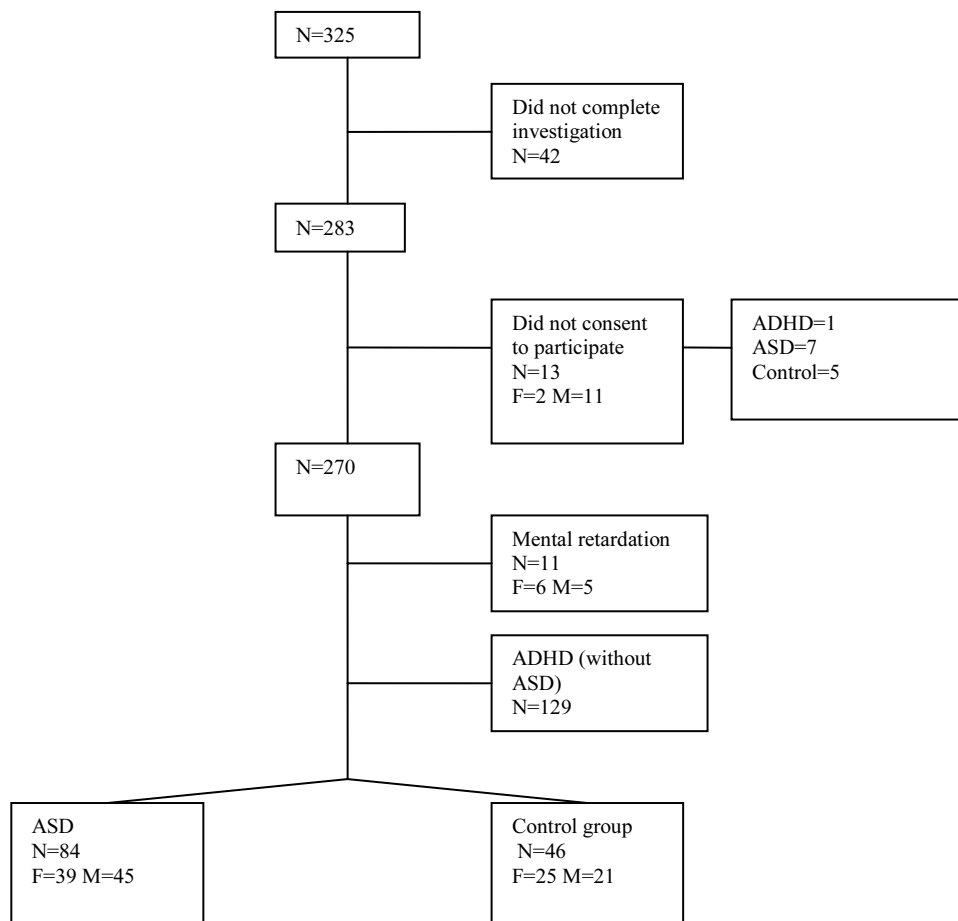 N=325
Did not complete
investigation
N=42
N=283
Did not consent
to participate
N=13
F=2 M=11
ADHD=1
ASD=7
Control=5
N=270
Mental retardation
N=11
F=6 M=5
ADHD (without
ASD)
N=129
ASD
N=84
F=39 M=45
Control group
N=46
F=25 M=21